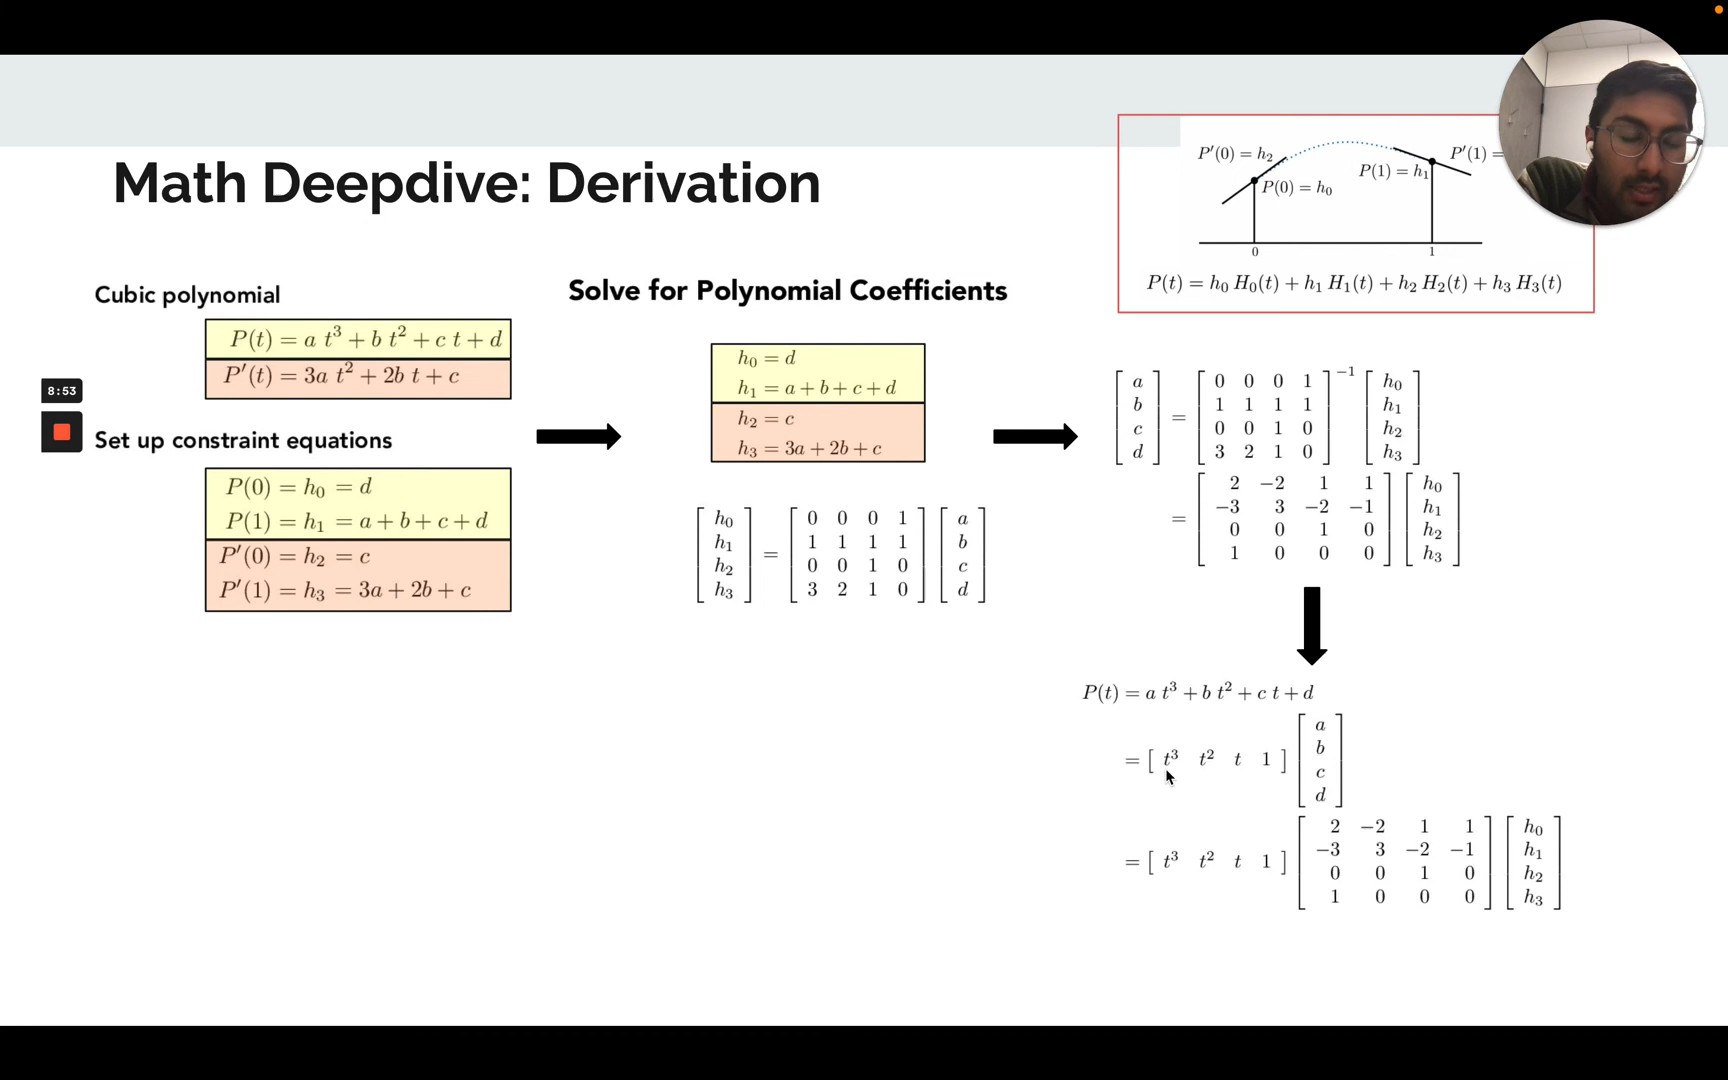 Math Deepdive: Derivation
Cubic polynomial
P(t) = a t³ + b t² + c t + d
P′(t) = 3a t² + 2b t + c
8:53
Set up constraint equations
P(0) = h₀ = d
P(1) = h₁ = a + b + c + d
P′(0) = h₂ = c
P′(1) = h₃ = 3a + 2b + c
Solve for Polynomial Coefficients
h₀ = d
h₁ = a + b + c + d
h₂ = c
h₃ = 3a + 2b + c
[ h₀ ] [ 0 0 0 1 ] [ a ]
[ h₁ ] = [ 1 1 1 1 ] [ b ]
[ h₂ ] [ 0 0 1 0 ] [ c ]
[ h₃ ] [ 3 2 1 0 ] [ d ]
P′(0) = h₂
P(0) = h₀
P(1) = h₁
P′(1) =
0 1
P(t) = h₀ H₀(t) + h₁ H₁(t) + h₂ H₂(t) + h₃ H₃(t)
[ a ] [ 0 0 0 1 ]⁻¹ [ h₀ ]
[ b ] = [ 1 1 1 1 ] [ h₁ ]
[ c ] [ 0 0 1 0 ] [ h₂ ]
[ d ] [ 3 2 1 0 ] [ h₃ ]
[ 2 −2 1 1 ] [ h₀ ]
= [ −3 3 −2 −1 ] [ h₁ ]
[ 0 0 1 0 ] [ h₂ ]
[ 1 0 0 0 ] [ h₃ ]
P(t) = a t³ + b t² + c t + d
[ a ]
= [ t³ t² t 1 ] [ b ]
[ c ]
[ d ]
[ 2 −2 1 1 ] [ h₀ ]
= [ t³ t² t 1 ] [ −3 3 −2 −1 ] [ h₁ ]
[ 0 0 1 0 ] [ h₂ ]
[ 1 0 0 0 ] [ h₃ ]